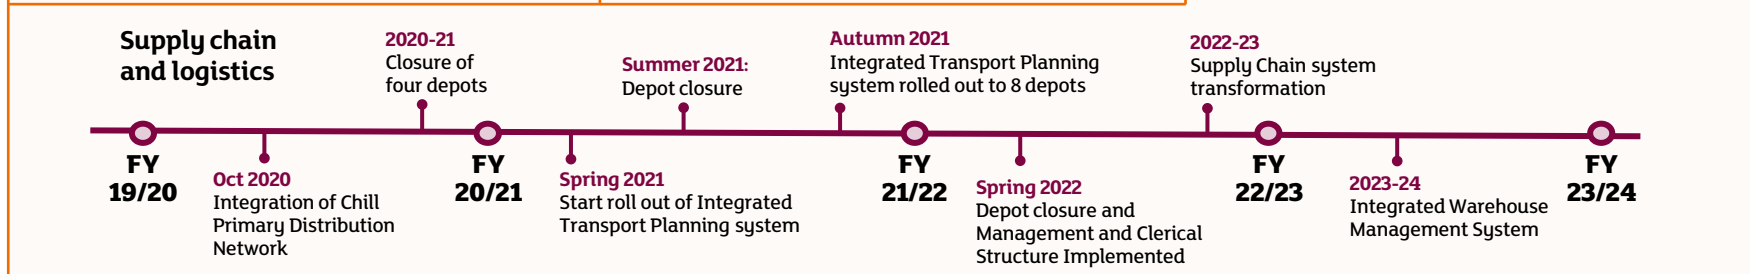 Supply chain
and logistics
2020-21
Closure of
four depots
Summer 2021:
Depot closure
Autumn 2021
Integrated Transport Planning
system rolled out to 8 depots
2022-23
Supply Chain system
transformation
FY
19/20
Oct 2020
Integration of Chill
Primary Distribution
Network
FY
20/21
Spring 2021
Start roll out of Integrated
Transport Planning system
FY
21/22
Spring 2022
Depot closure and
Management and Clerical
Structure Implemented
FY
22/23
2023-24
Integrated Warehouse
Management System
FY
23/24